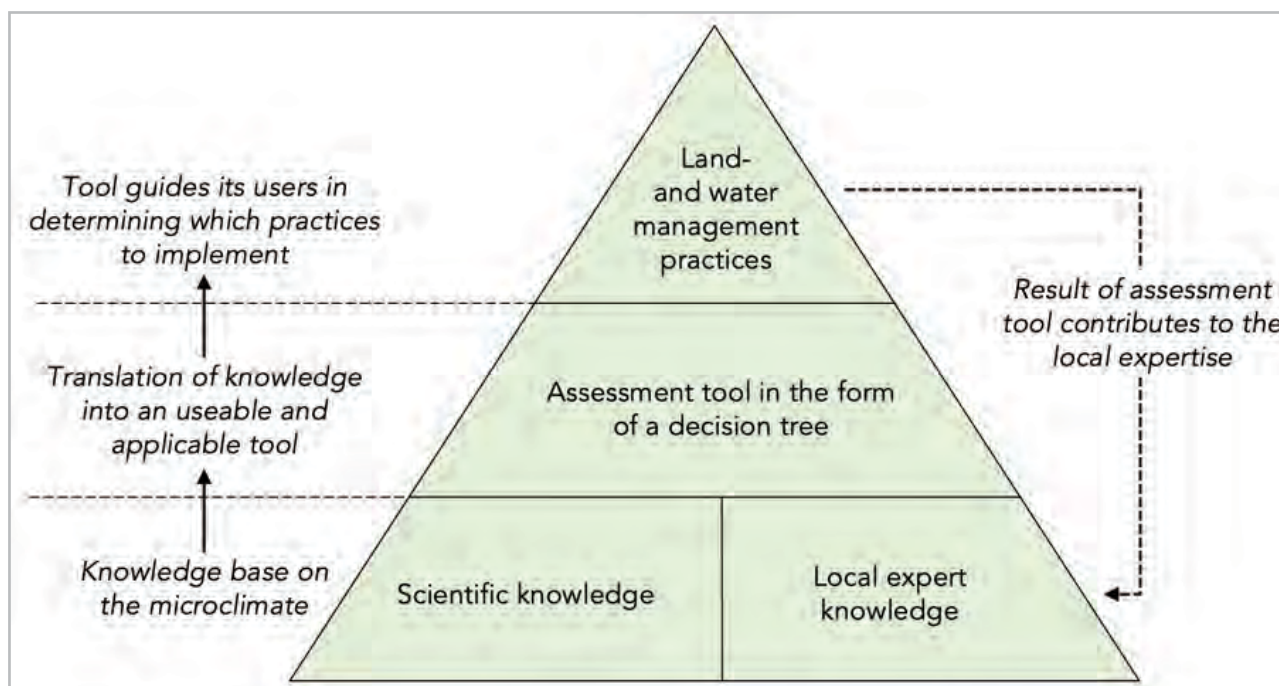 Land-
and water
management
practices
Tool guides its users in
determining which practices
to implement
Result of assessment
tool contributes to the
local expertise
Translation of knowledge
into an useable and
applicable tool
Assessment tool in the form
of a decision tree
Knowledge base on
the microclimate
Scientific knowledge
Local expert
knowledge